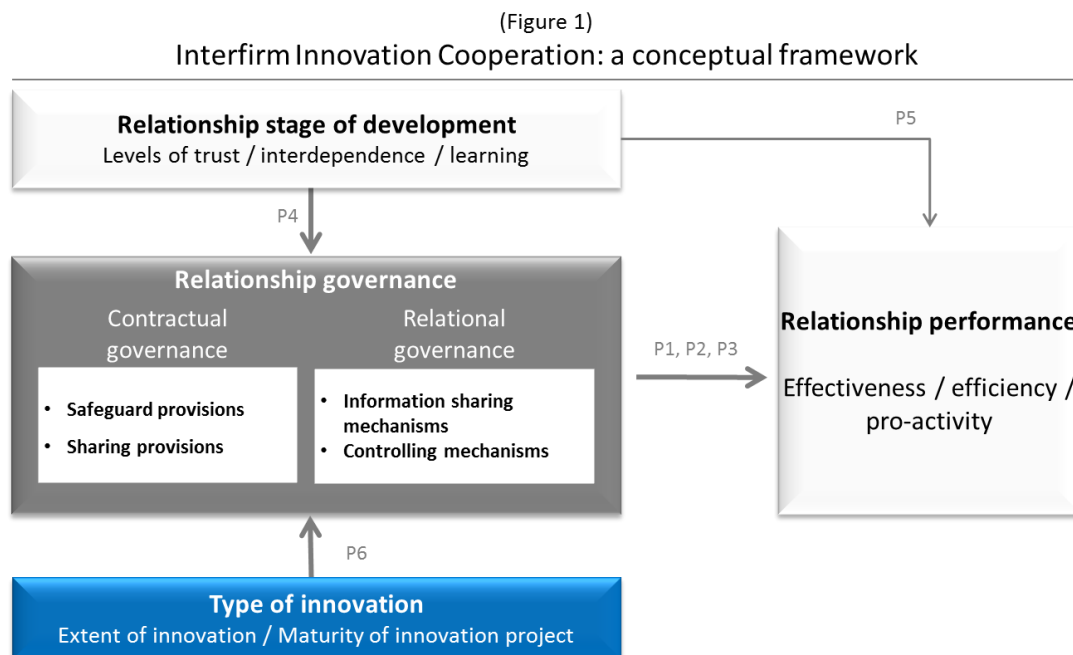 (Figure 1)
Interfirm Innovation Cooperation: a conceptual framework
Relationship stage of development
Levels of trust / interdependence / learning
P5
P4
Relationship governance
Contractual
governance
Relational
governance
• Safeguard provisions
• Sharing provisions
• Information sharing
mechanisms
• Controlling mechanisms
P1, P2, P3
Relationship performance
Effectiveness / efficiency /
pro-activity
P6
Type of innovation
Extent of innovation / Maturity of innovation project